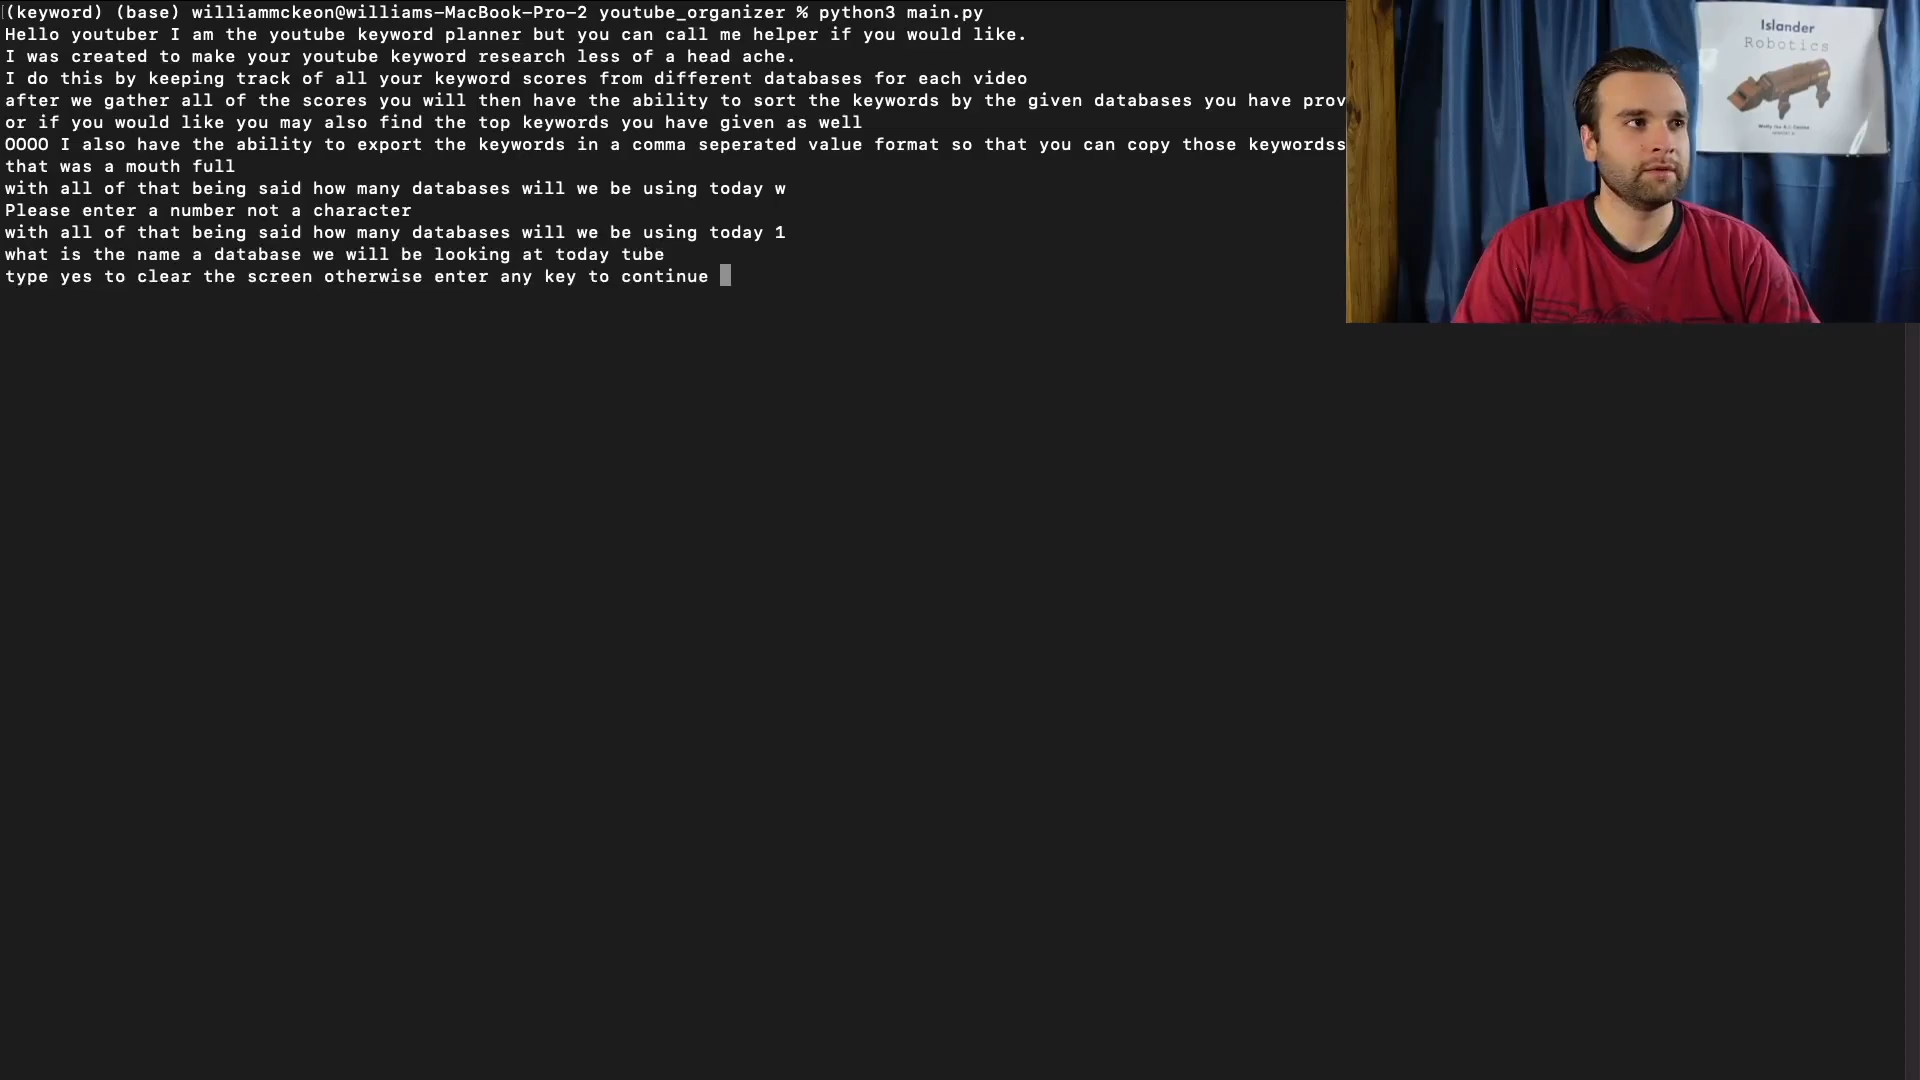 (keyword) (base) williammckeon@williams-MacBook-Pro-2 youtube_organizer % python3 main.py
Hello youtuber I am the youtube keyword planner but you can call me helper if you would like.
I was created to make your youtube keyword research less of a head ache.
I do this by keeping track of all your keyword scores from different databases for each video
after we gather all of the scores you will then have the ability to sort the keywords by the given databases you have prov
or if you would like you may also find the top keywords you have given as well
OOOO I also have the ability to export the keywords in a comma seperated value format so that you can copy those keywordss
that was a mouth full
with all of that being said how many databases will we be using today w
Please enter a number not a character
with all of that being said how many databases will we be using today 1
what is the name a database we will be looking at today tube
type yes to clear the screen otherwise enter any key to continue
Islander
Robotics